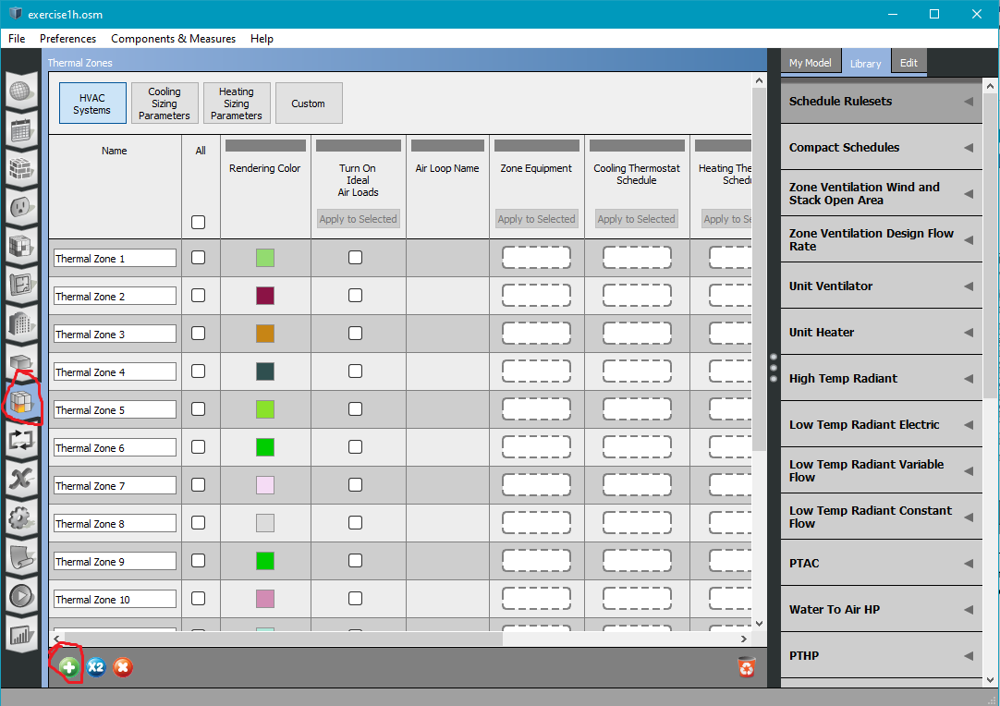 exercise1h.osm
File Preferences Components & Measures Help
Thermal Zones
My Model Library Edit
HVAC
Systems
Cooling
Sizing
Parameters
Heating
Sizing
Parameters
Custom
Name
All
Rendering Color
Turn On
Ideal
Air Loads
Air Loop Name
Zone Equipment
Cooling Thermostat
Schedule
Heating The
Schedu
Apply to Selected
Apply to Selected
Apply to Selected
Apply to Se
Thermal Zone 1
Thermal Zone 2
Thermal Zone 3
Thermal Zone 4
Thermal Zone 5
Thermal Zone 6
Thermal Zone 7
Thermal Zone 8
Thermal Zone 9
Thermal Zone 10
X2
Schedule Rulesets
Compact Schedules
Zone Ventilation Wind and
Stack Open Area
Zone Ventilation Design Flow
Rate
Unit Ventilator
Unit Heater
High Temp Radiant
Low Temp Radiant Electric
Low Temp Radiant Variable
Flow
Low Temp Radiant Constant
Flow
PTAC
Water To Air HP
PTHP